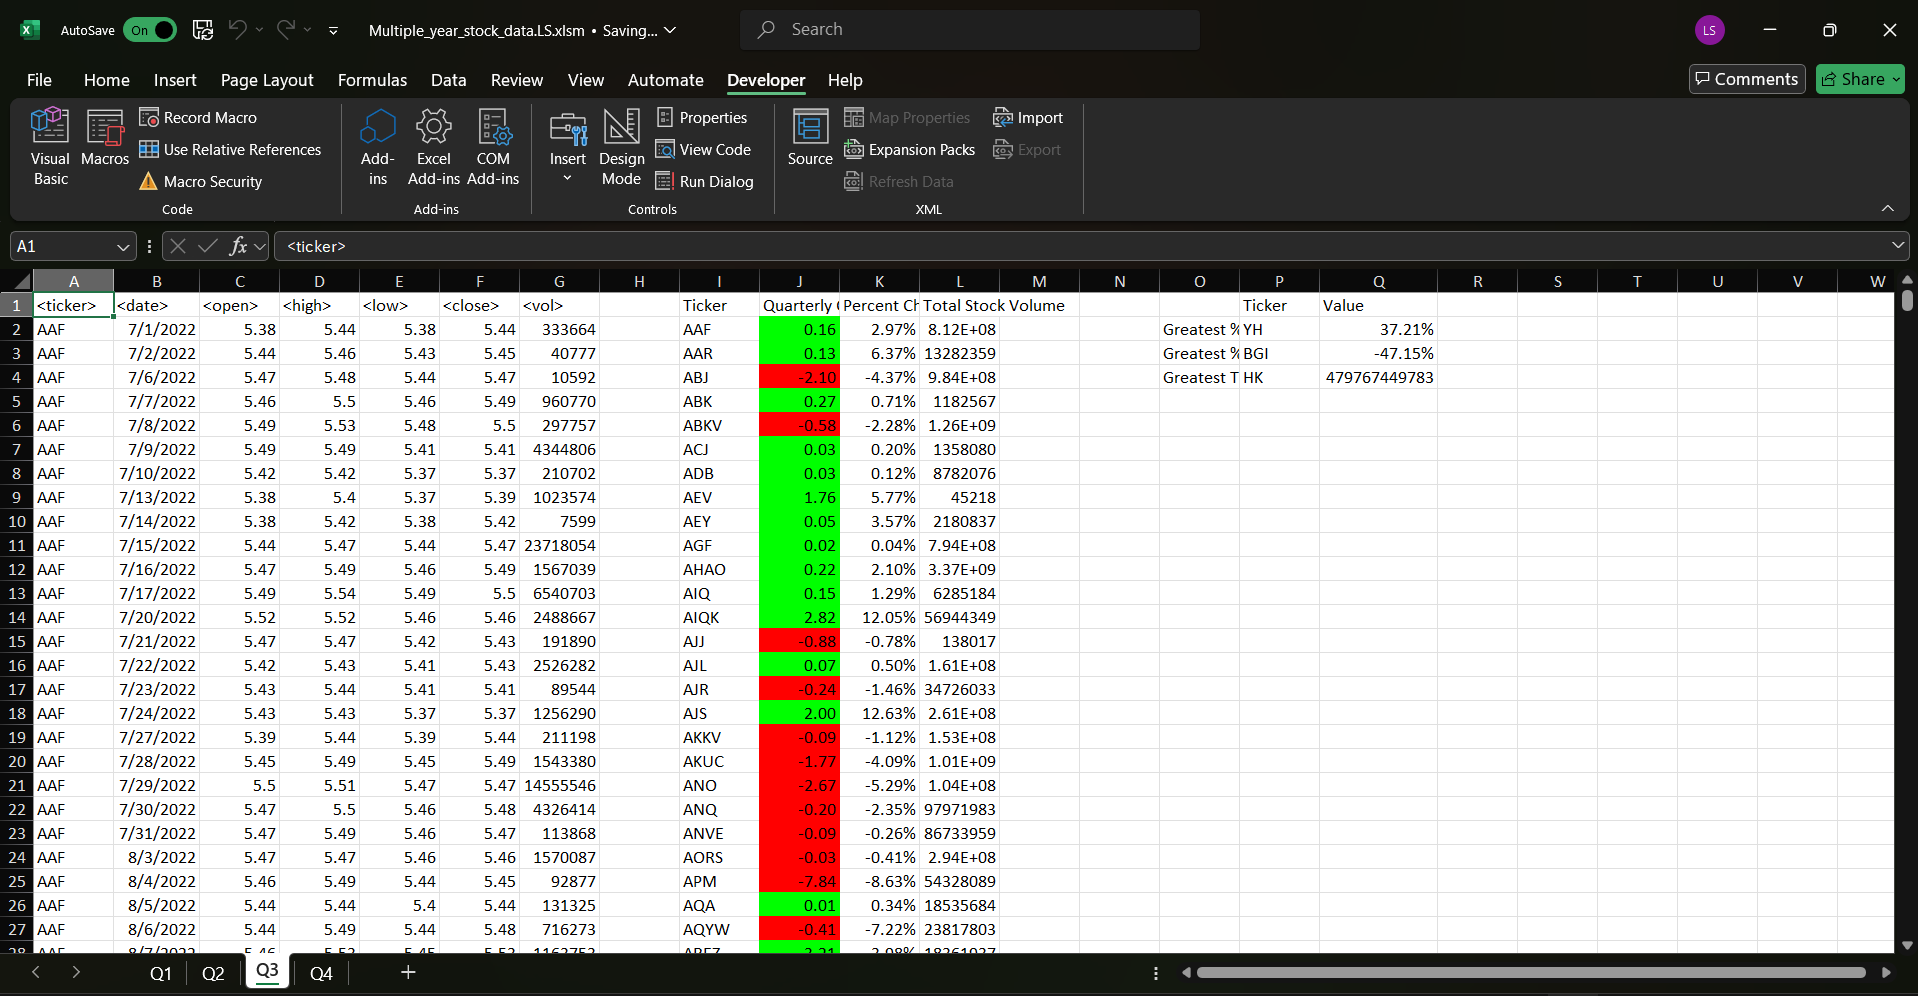 AutoSave On Multiple_year_stock_data.LS.xlsm • Saving... Search LS
File Home Insert Page Layout Formulas Data Review View Automate Developer Help Comments Share
Visual Basic
Macros
Record Macro
Use Relative References
Macro Security
Code
Add-ins
Excel Add-ins
COM Add-ins
Add-ins
Insert
Design Mode
Properties
View Code
Run Dialog
Controls
Source
Map Properties
Expansion Packs
Refresh Data
Import
Export
XML
A1 fx <ticker>
A B C D E F G H I J K L M N O P Q R S T U V W
1 <ticker> <date> <open> <high> <low> <close> <vol> Ticker Quarterly Percent Ch Total Stock Volume Ticker Value
2 AAF 7/1/2022 5.38 5.44 5.38 5.44 333664 AAF 0.16 2.97% 8.12E+08 Greatest % YH 37.21%
3 AAF 7/2/2022 5.44 5.46 5.43 5.45 40777 AAR 0.13 6.37% 13282359 Greatest % BGI -47.15%
4 AAF 7/6/2022 5.47 5.48 5.44 5.47 10592 ABJ -2.10 -4.37% 9.84E+08 Greatest T HK 479767449783
5 AAF 7/7/2022 5.46 5.5 5.46 5.49 960770 ABK 0.27 0.71% 1182567
6 AAF 7/8/2022 5.49 5.53 5.48 5.5 297757 ABKV -0.58 -2.28% 1.26E+09
7 AAF 7/9/2022 5.49 5.49 5.41 5.41 4344806 ACJ 0.03 0.20% 1358080
8 AAF 7/10/2022 5.42 5.42 5.37 5.37 210702 ADB 0.03 0.12% 8782076
9 AAF 7/13/2022 5.38 5.4 5.37 5.39 1023574 AEV 1.76 5.77% 45218
10 AAF 7/14/2022 5.38 5.42 5.38 5.42 7599 AEY 0.05 3.57% 2180837
11 AAF 7/15/2022 5.44 5.47 5.44 5.47 23718054 AGF 0.02 0.04% 7.94E+08
12 AAF 7/16/2022 5.47 5.49 5.46 5.49 1567039 AHAO 0.22 2.10% 3.37E+09
13 AAF 7/17/2022 5.49 5.54 5.49 5.5 6540703 AIQ 0.15 1.29% 6285184
14 AAF 7/20/2022 5.52 5.52 5.46 5.46 2488667 AIQK 2.82 12.05% 56944349
15 AAF 7/21/2022 5.47 5.47 5.42 5.43 191890 AJJ -0.88 -0.78% 138017
16 AAF 7/22/2022 5.42 5.43 5.41 5.43 2526282 AJL 0.07 0.50% 1.61E+08
17 AAF 7/23/2022 5.43 5.44 5.41 5.41 89544 AJR -0.24 -1.46% 34726033
18 AAF 7/24/2022 5.43 5.43 5.37 5.37 1256290 AJS 2.00 12.63% 2.61E+08
19 AAF 7/27/2022 5.39 5.44 5.39 5.44 211198 AKKV -0.09 -1.12% 1.53E+08
20 AAF 7/28/2022 5.45 5.49 5.45 5.49 1543380 AKUC -1.77 -4.09% 1.01E+09
21 AAF 7/29/2022 5.5 5.51 5.47 5.47 14555546 ANO -2.67 -5.29% 1.04E+08
22 AAF 7/30/2022 5.47 5.5 5.46 5.48 4326414 ANQ -0.20 -2.35% 97971983
23 AAF 7/31/2022 5.47 5.49 5.46 5.47 113868 ANVE -0.09 -0.26% 86733959
24 AAF 8/3/2022 5.47 5.47 5.46 5.46 1570087 AORS -0.03 -0.41% 2.94E+08
25 AAF 8/4/2022 5.46 5.49 5.44 5.45 92877 APM -7.84 -8.63% 54328089
26 AAF 8/5/2022 5.44 5.44 5.4 5.44 131325 AQA 0.01 0.34% 18535684
27 AAF 8/6/2022 5.44 5.49 5.44 5.48 716273 AQYW -0.41 -7.22% 23817803
28 AAF 8/7/2022
Q1 Q2 Q3 Q4